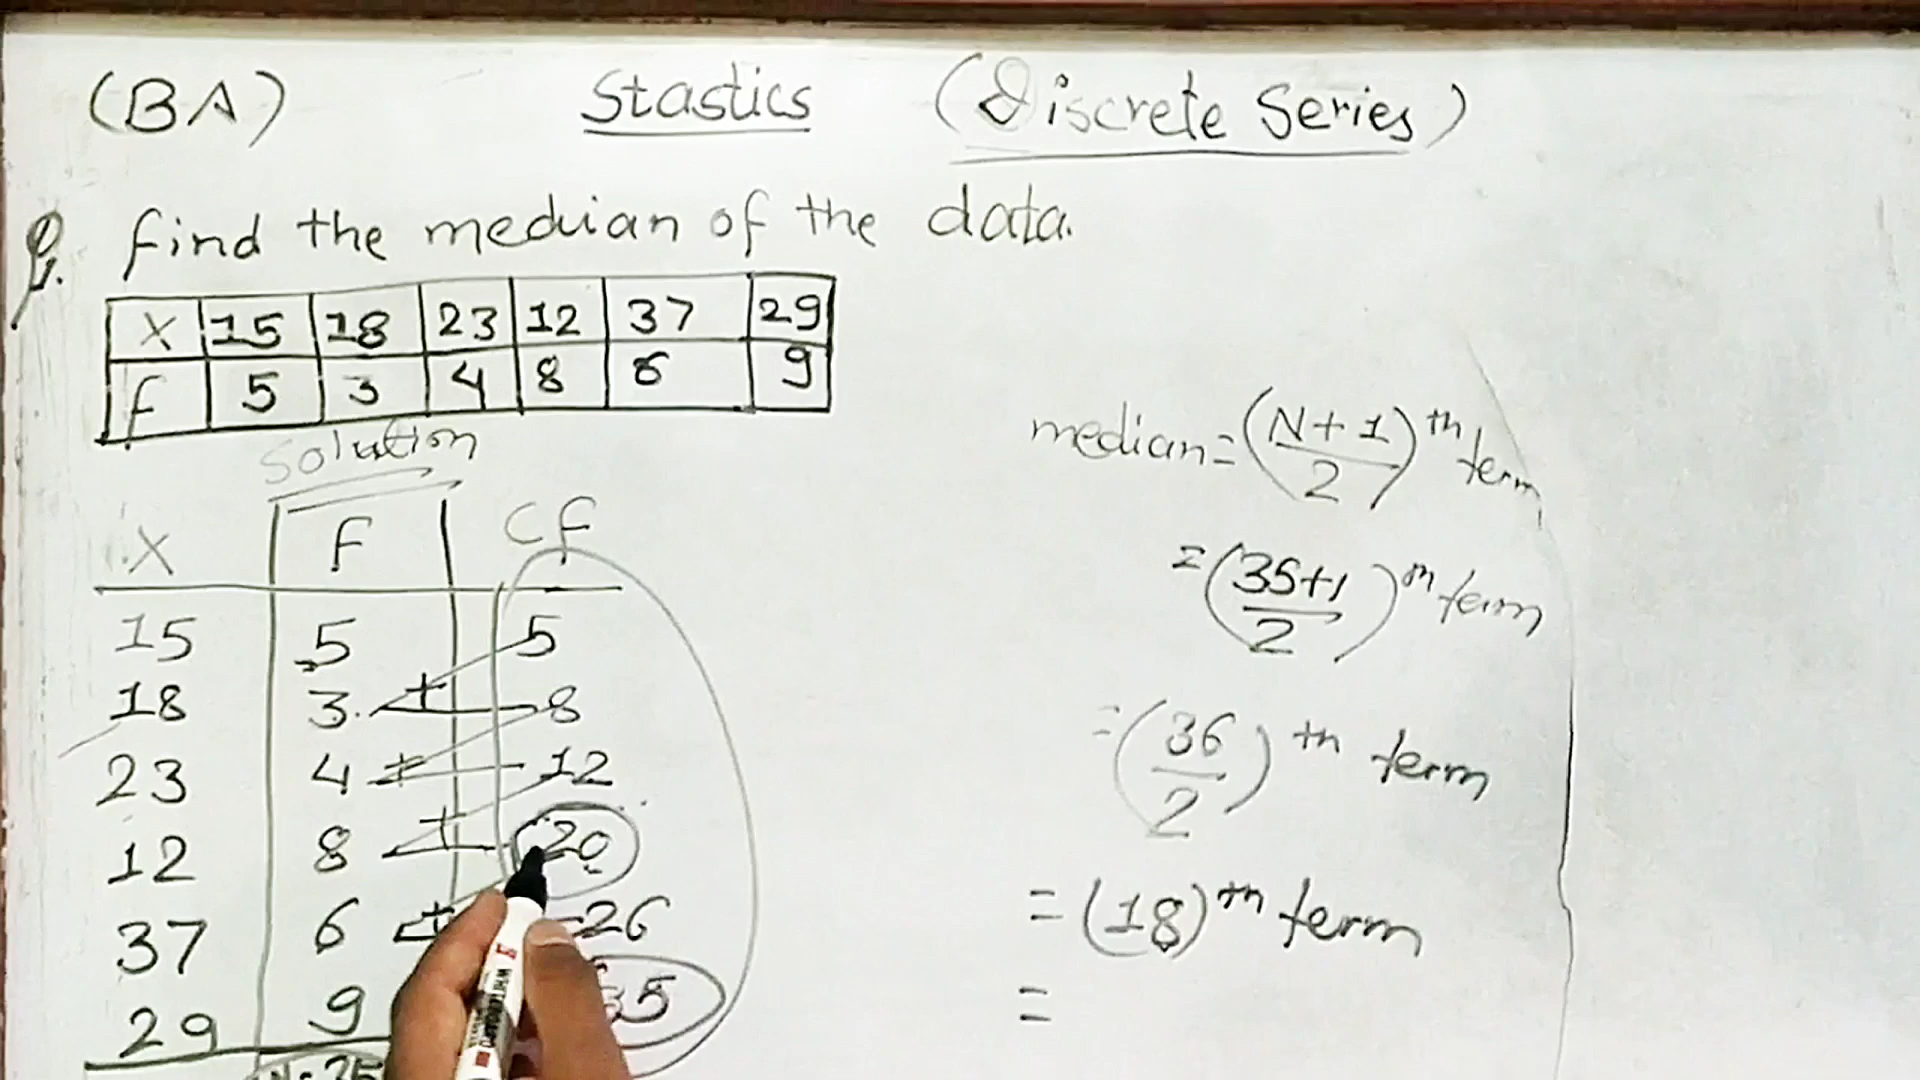 (BA) Stastics (Discrete Series)
Q. find the median of the data.
X 15 18 23 12 37 29
f 5 3 4 8 6 9
Solution
X F Cf
15 5 5
18 3 + 8
23 4 + 12
12 8 + 20
37 6 + 26
29 9 35
median = (N+1/2)th term
= (35+1/2)th term
= (36/2)th term
= (18)th term
=